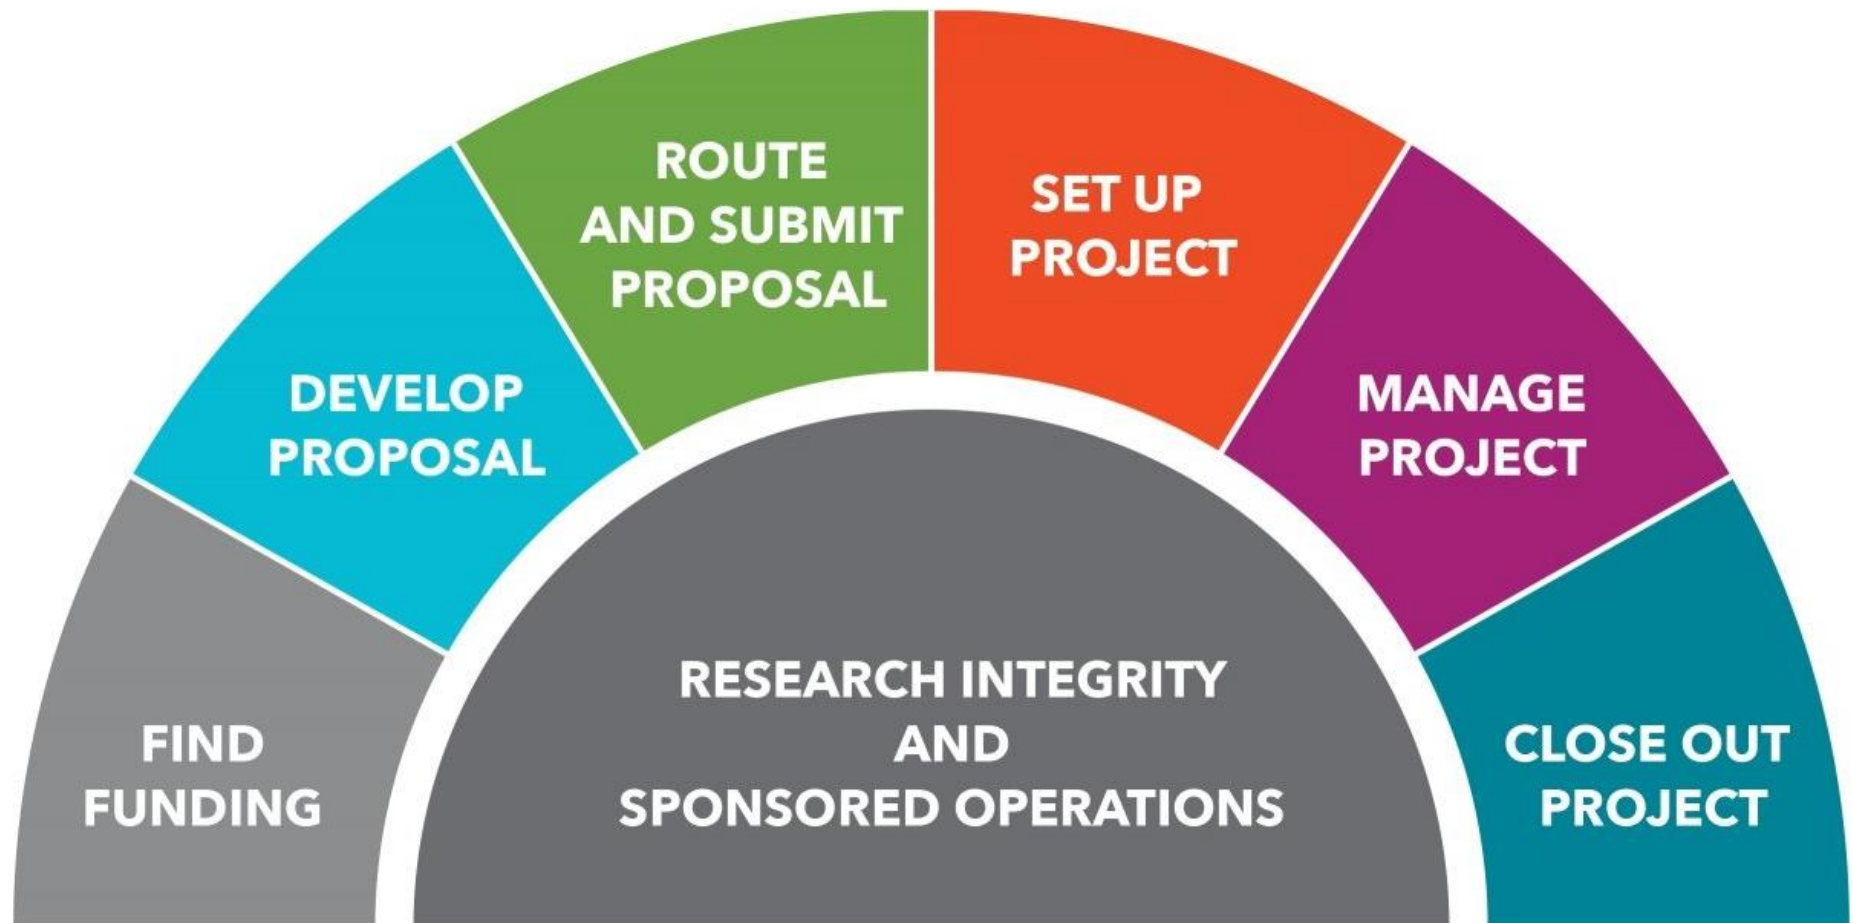 FIND
FUNDING
DEVELOP
PROPOSAL
ROUTE
AND SUBMIT
PROPOSAL
SET UP
PROJECT
MANAGE
PROJECT
CLOSE OUT
PROJECT
RESEARCH INTEGRITY
AND
SPONSORED OPERATIONS